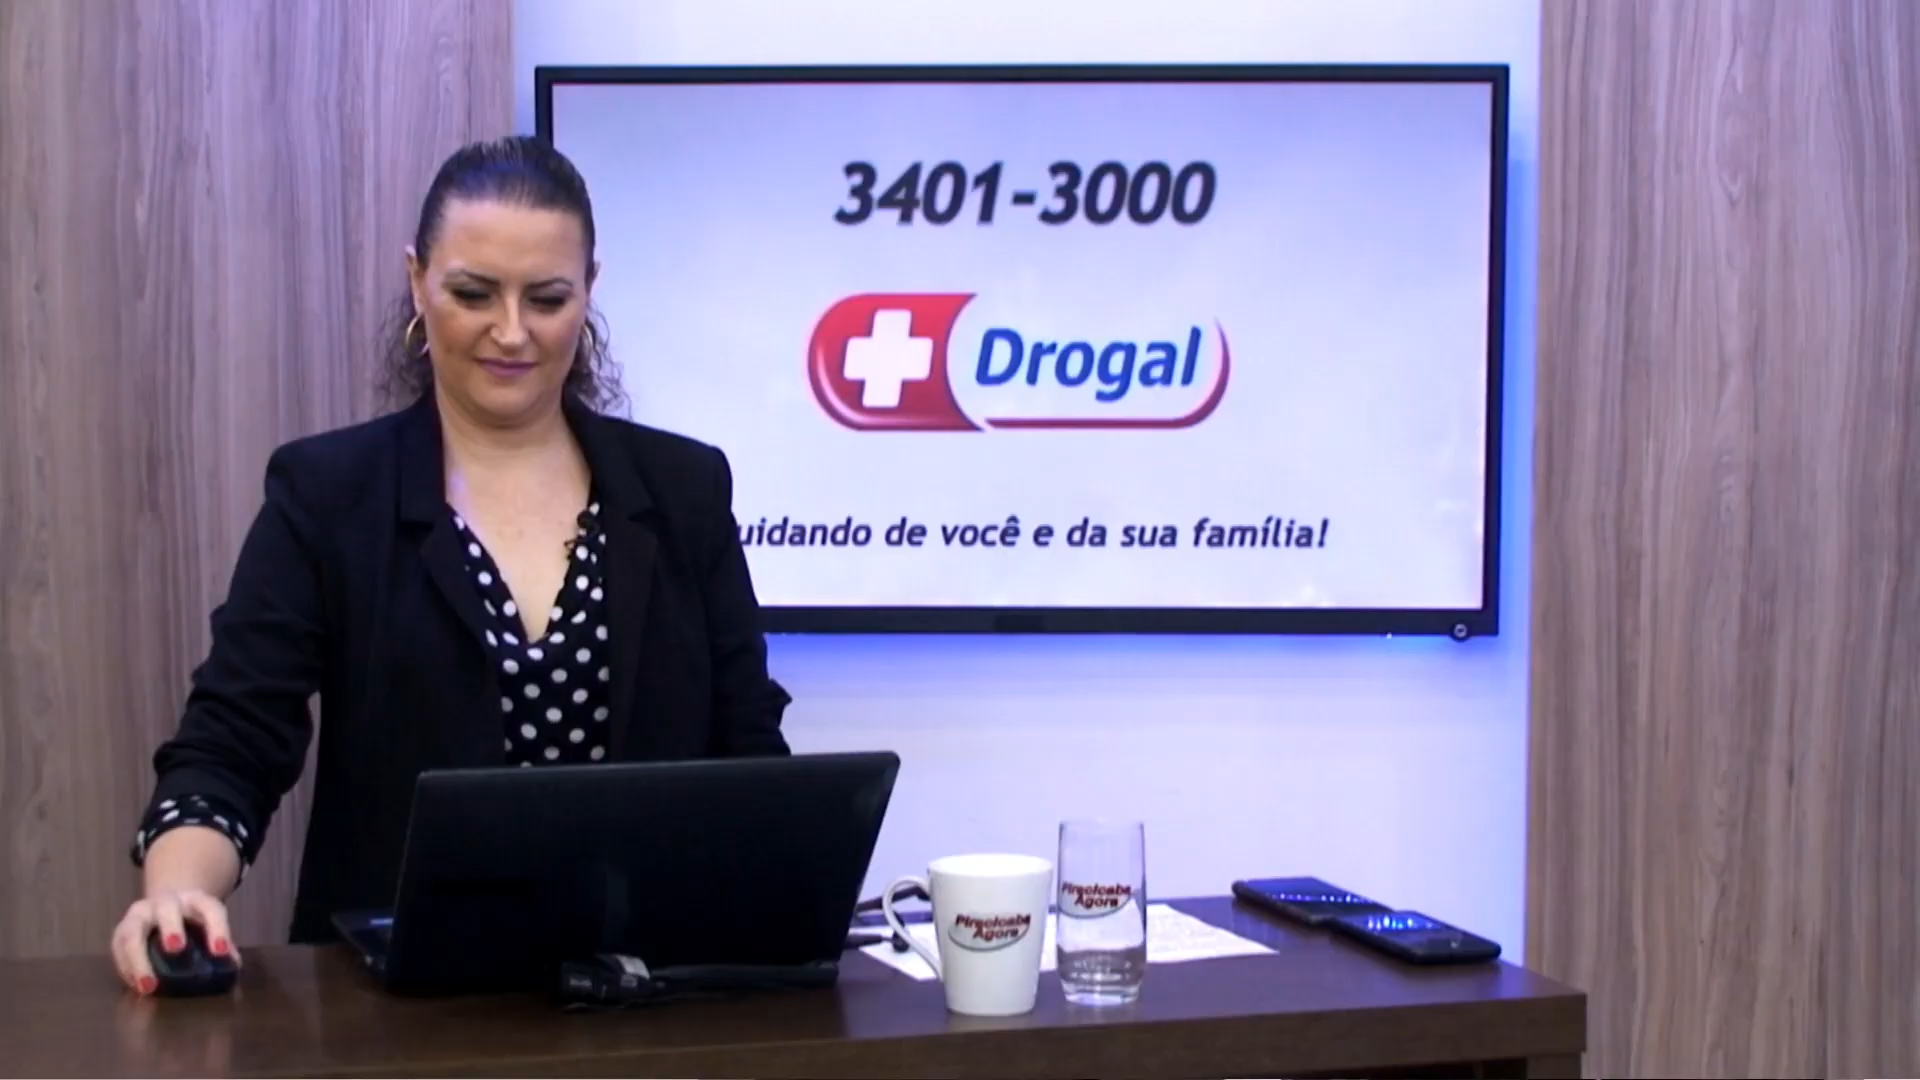 3401-3000
Drogal
uidando de você e da sua família!
Piracicaba
Agora
Piracicaba
Agora